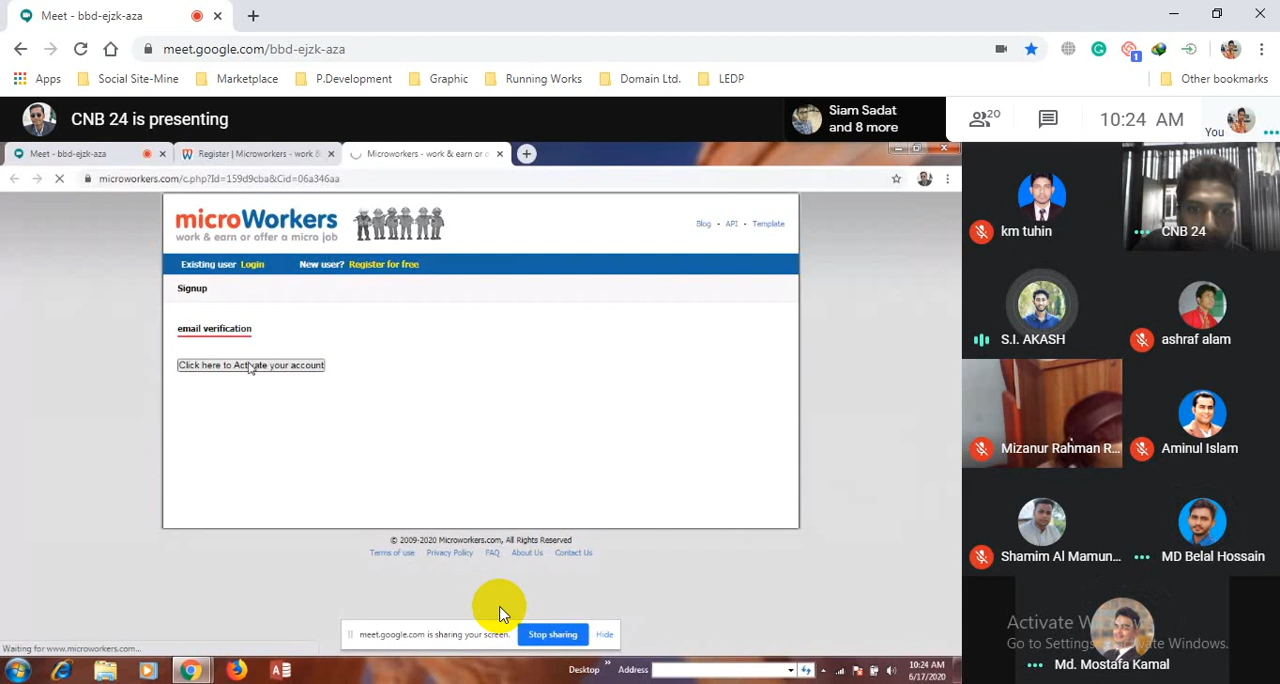 Meet - bbd-ejzk-aza
meet.google.com/bbd-ejzk-aza
1
Apps Social Site-Mine Marketplace P.Development Graphic Running Works Domain Ltd. LEDP Other bookmarks
CNB 24 is presenting
Siam Sadat
and 8 more
20
10:24 AM
You
Meet - bbd-ejzk-aza
Register | Microworkers - work &
Microworkers - work & earn or o
microworkers.com/c.php?Id=159d9cba&Cid=06a346aa
microWorkers
work & earn or offer a micro job
Blog - API - Template
Existing user Login New user? Register for free
Signup
email verification
Click here to Activate your account
© 2009-2020 Microworkers.com, All Rights Reserved
Terms of use Privacy Policy FAQ About Us Contact Us
meet.google.com is sharing your screen.
Stop sharing
Hide
Waiting for www.microworkers.com...
Desktop
Address
10:24 AM
6/17/2020
km tuhin
CNB 24
S.I. AKASH
ashraf alam
Mizanur Rahman R...
Aminul Islam
Shamim Al Mamun...
MD Belal Hossain
Activate Windows
Go to Settings to activate Windows.
Md. Mostafa Kamal